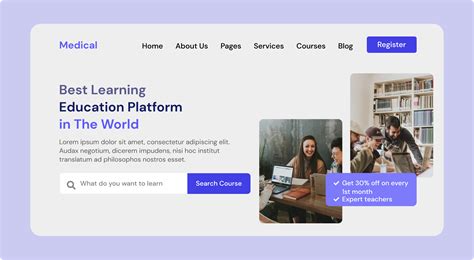 Medical
Home About Us Pages Services Courses Blog Register
Best Learning
Education Platform
in The World
Lorem ipsum dolor sit amet, consectetur adipiscing elit.
Audax negotium, dicerem impudens, nisi hoc institutum
translatum ad philosophos nostros esset.
What do you want to learn
Search Course
Get 30% off on every
1st month
Expert teachers